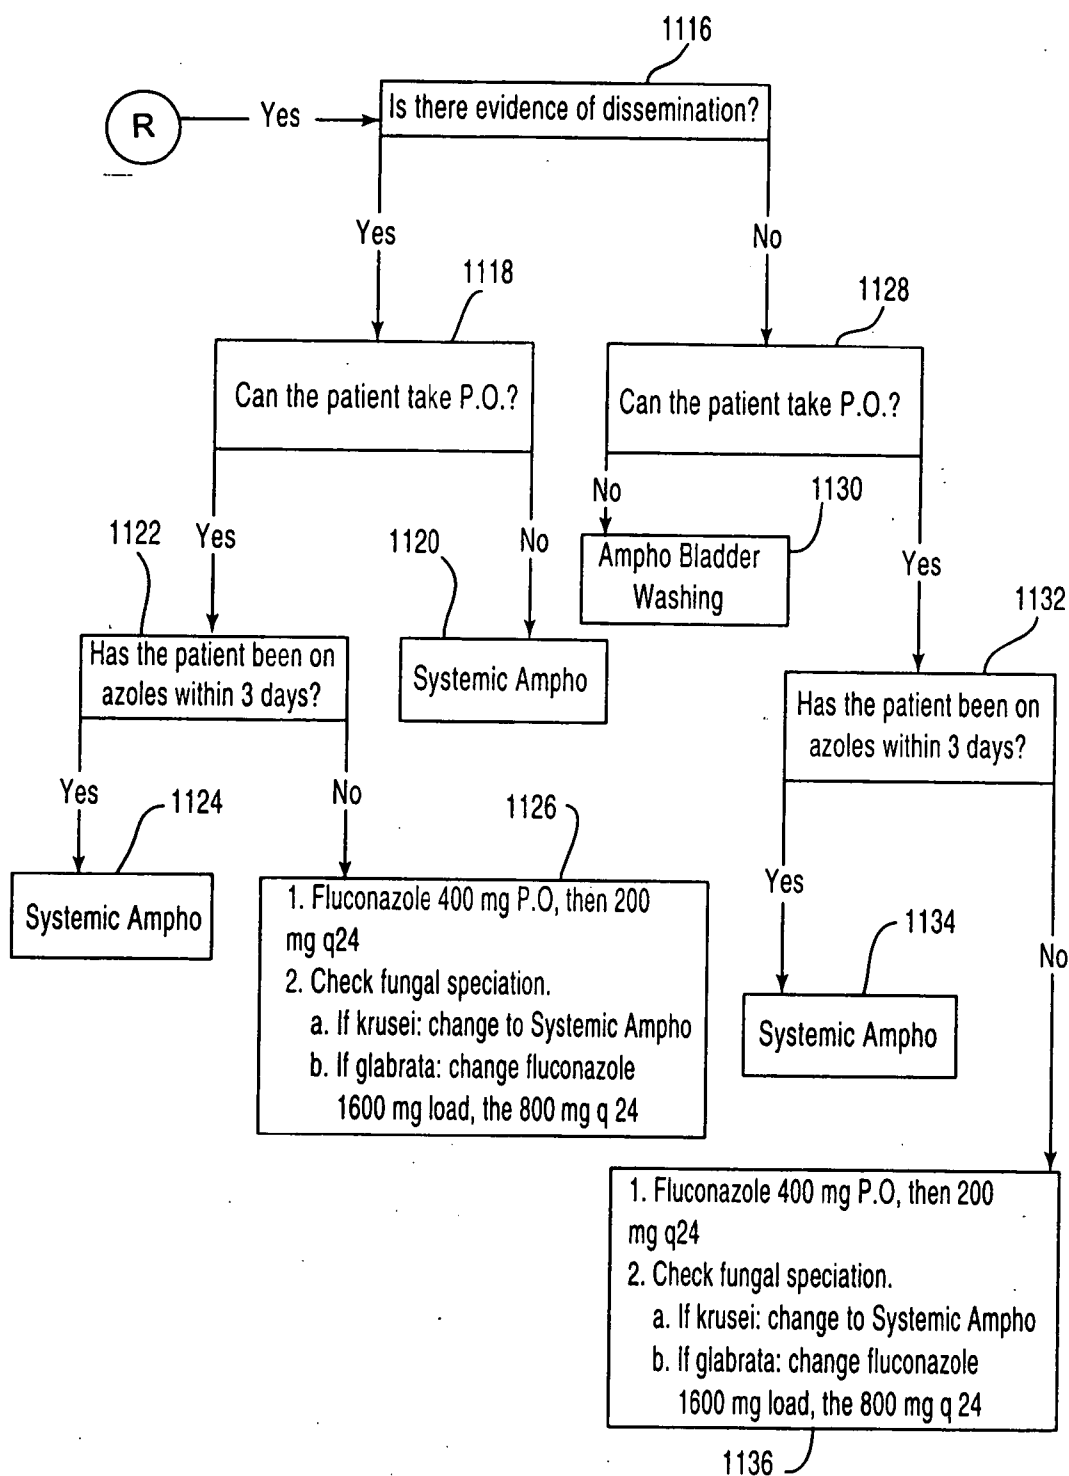 1116
R
Yes
Is there evidence of dissemination?
Yes
No
1118
1128
Can the patient take P.O.?
Can the patient take P.O.?
No
1130
1122
Yes
1120
No
Ampho Bladder
Washing
Yes
1132
Has the patient been on
azoles within 3 days?
Systemic Ampho
Has the patient been on
azoles within 3 days?
Yes
1124
No
1126
Systemic Ampho
1. Fluconazole 400 mg P.O, then 200
mg q24
2. Check fungal speciation.
a. If krusei: change to Systemic Ampho
b. If glabrata: change fluconazole
1600 mg load, the 800 mg q 24
Yes
1134
No
Systemic Ampho
1. Fluconazole 400 mg P.O, then 200
mg q24
2. Check fungal speciation.
a. If krusei: change to Systemic Ampho
b. If glabrata: change fluconazole
1600 mg load, the 800 mg q 24
1136